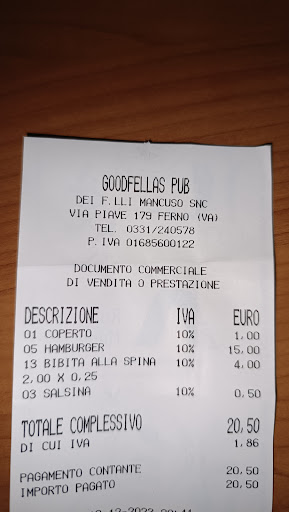 GOODFELLAS PUB
DEI F.LLI MANCUSO SNC
VIA PIAVE 179 FERNO (VA)
TEL. 0331/240578
P.IVA 01685600122
DOCUMENTO COMMERCIALE
DI VENDITA O PRESTAZIONE
DESCRIZIONE IVA EURO
01 COPERTO 10% 1,00
05 HAMBURGER 10% 15,00
13 BIBITA ALLA SPINA 10% 4,00
2,00 X 0,25
03 SALSINA 10% 0,50
TOTALE COMPLESSIVO 20,50
DI CUI IVA 1,86
PAGAMENTO CONTANTE 20,50
IMPORTO PAGATO 20,50